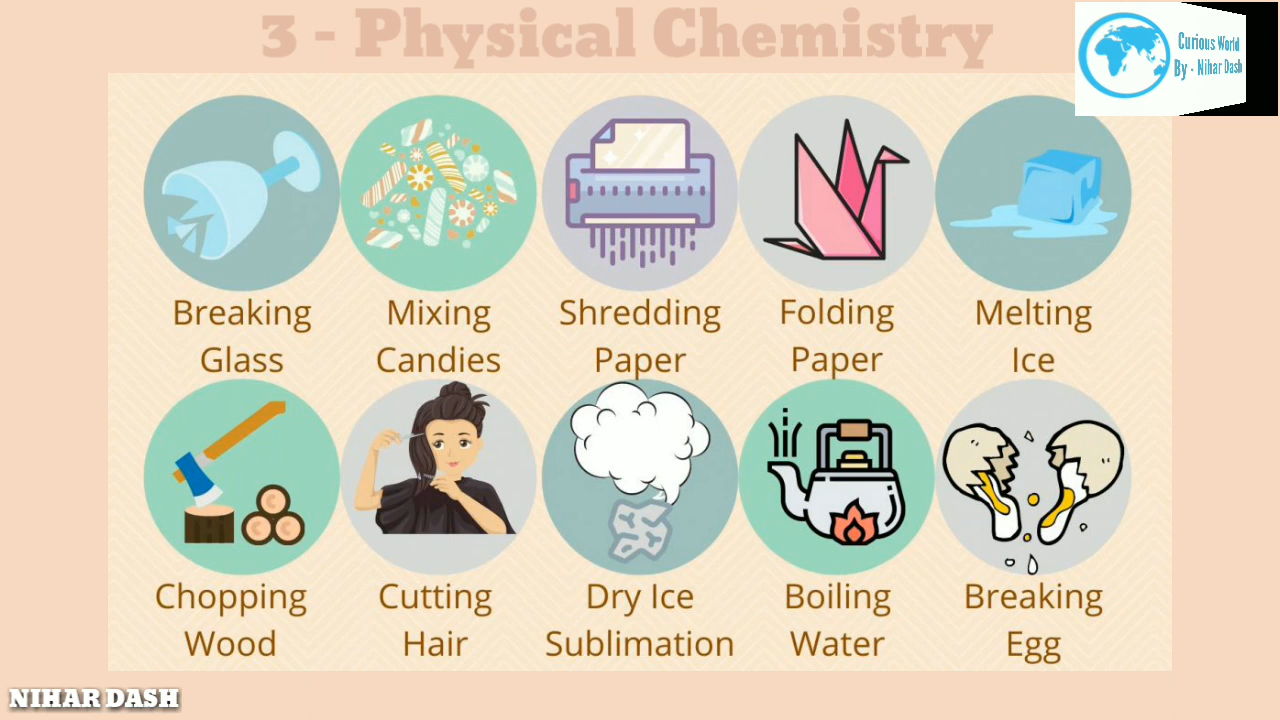 3 - Physical Chemistry
Curious World
By - Nihar Dash
Breaking
Glass
Mixing
Candies
Shredding
Paper
Folding
Paper
Melting
Ice
Chopping
Wood
Cutting
Hair
Dry Ice
Sublimation
Boiling
Water
Breaking
Egg
NIHAR DASH